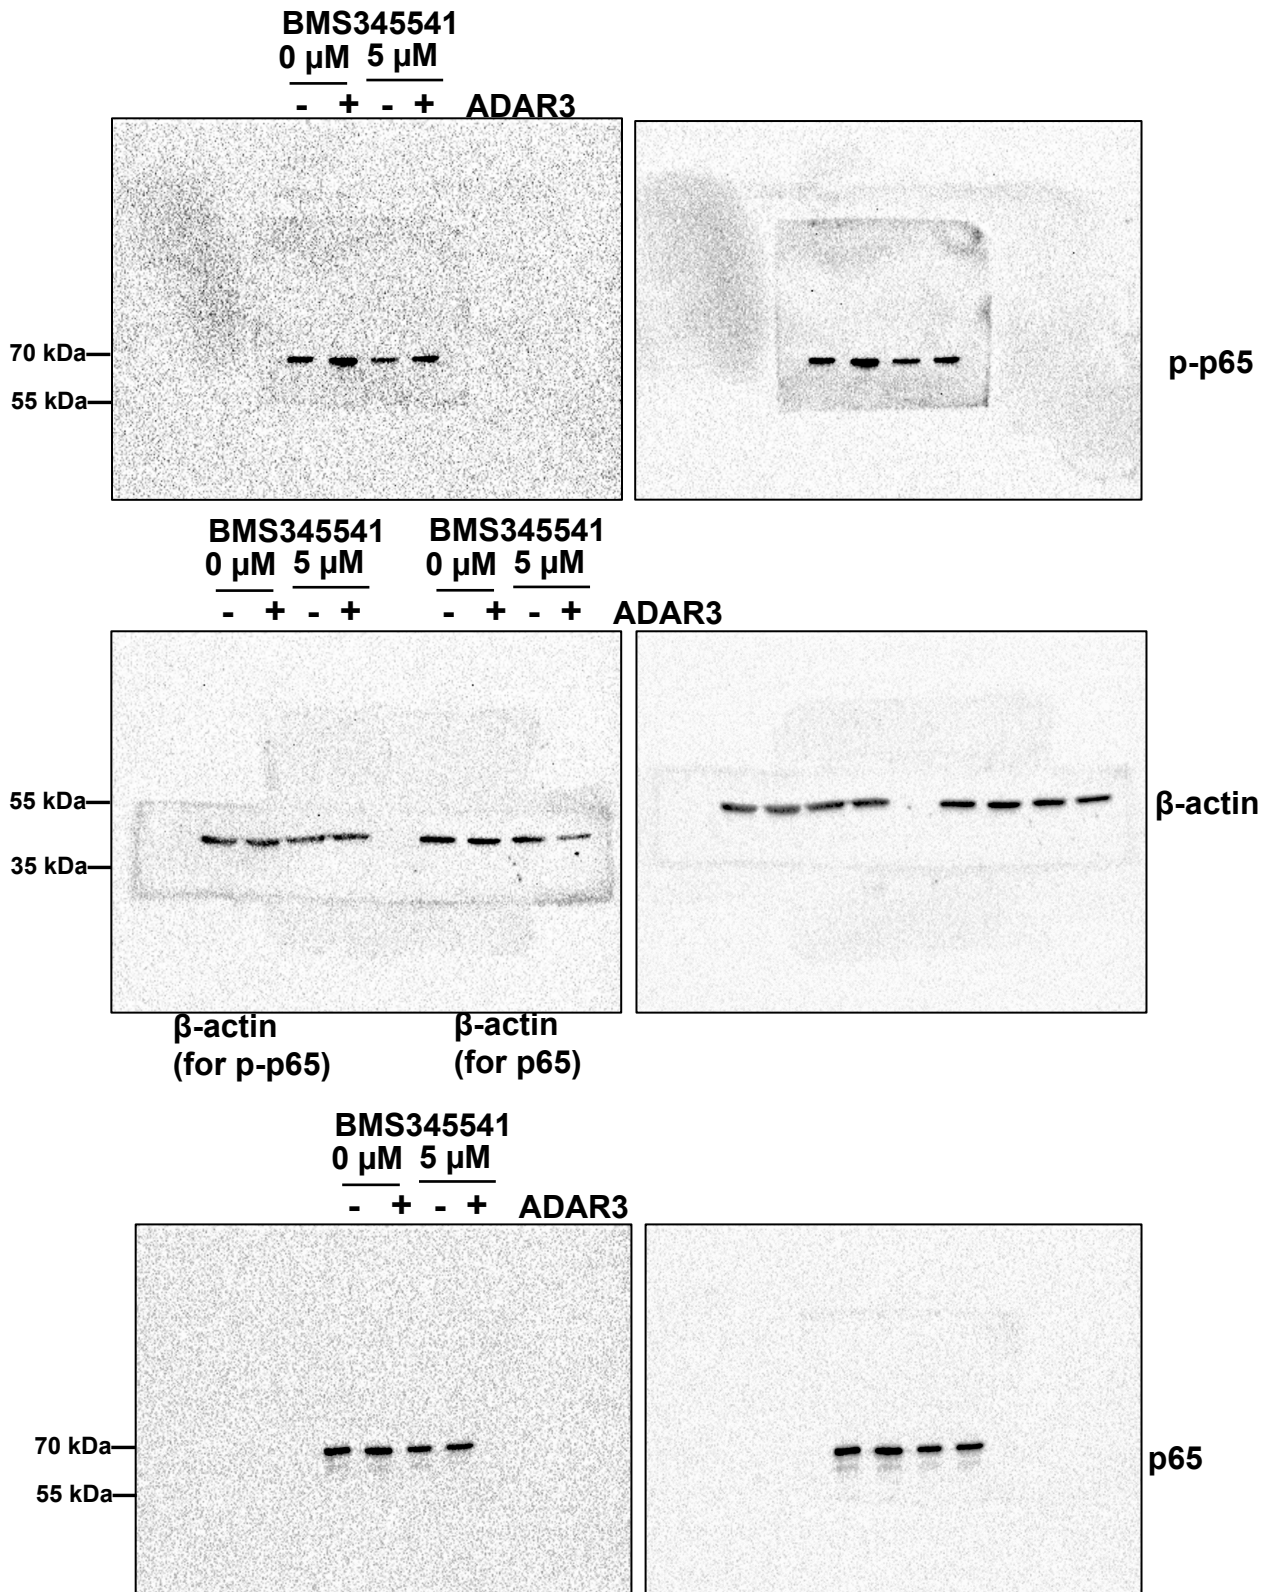 BMS345541
0 µM 5 µM
- + - + ADAR3
70 kDa
55 kDa
p-p65
BMS345541 BMS345541
0 µM 5 µM 0 µM 5 µM
- + - + - + - + ADAR3
55 kDa
35 kDa
β-actin
β-actin β-actin
(for p-p65) (for p65)
BMS345541
0 µM 5 µM
- + - + ADAR3
70 kDa
55 kDa
p65